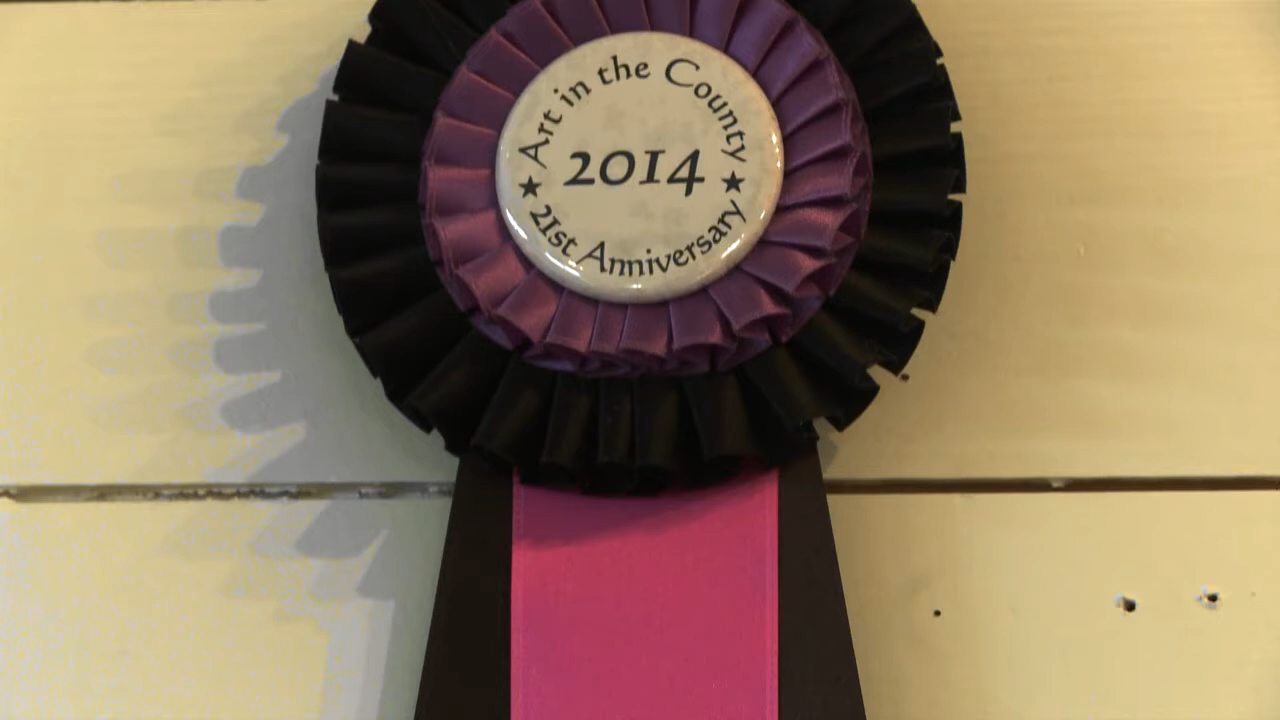 Art in the County
2014
★ 21st Anniversary ★